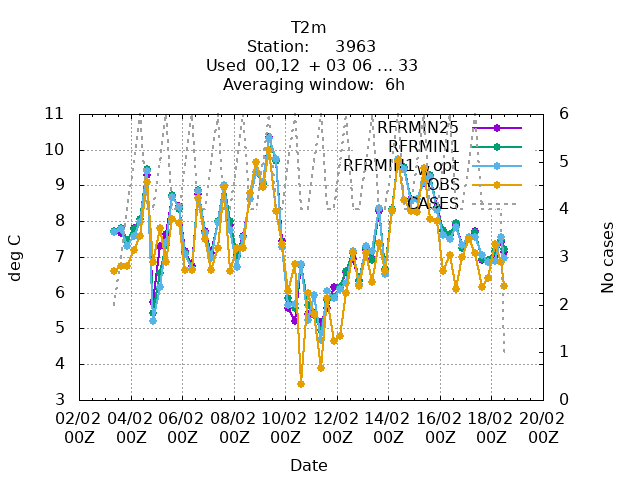 T2m
Station:     3963
Used  00,12  + 03 06 ... 33
Averaging window:  6h
11
10
9
8
7
6
5
4
3
deg C
6
5
4
3
2
1
0
No cases
RFRMIN25
RFRMIN1
OBS
CASES
02/02 04/02 06/02 08/02 10/02 12/02 14/02 16/02 18/02 20/02
00Z 00Z 00Z 00Z 00Z 00Z 00Z 00Z 00Z 00Z
Date